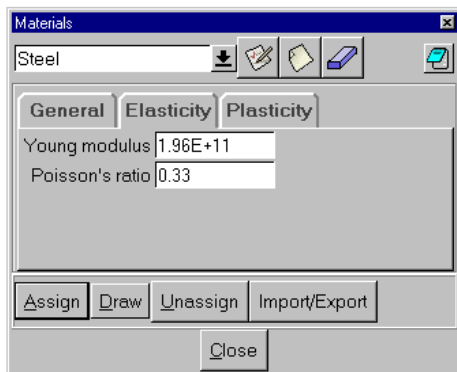 Materials
Steel
General Elasticity Plasticity
Young modulus 1.96E+11
Poisson's ratio 0.33
Assign Draw Unassign Import/Export
Close